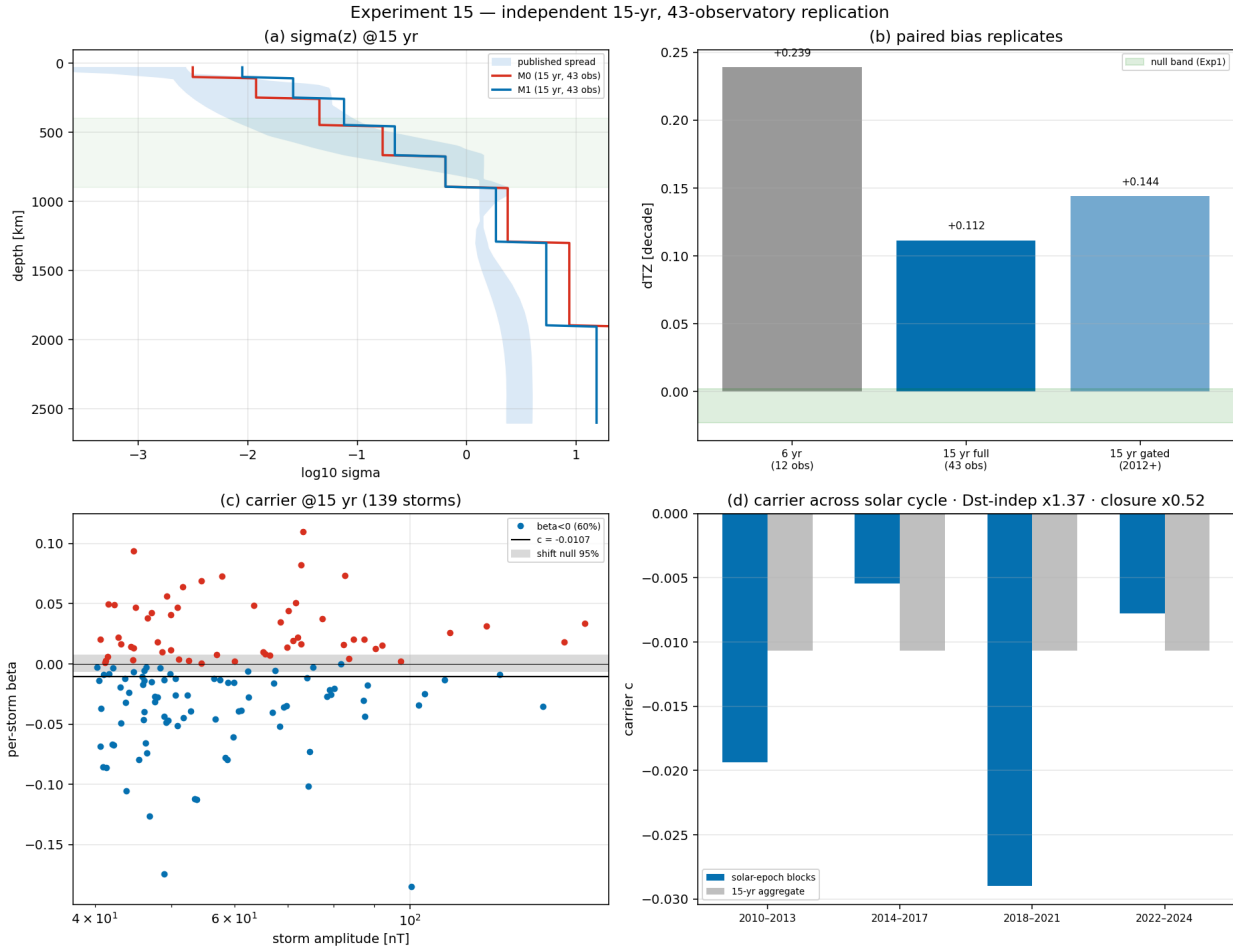 Experiment 15 — independent 15-yr, 43-observatory replication
(a) sigma(z) @15 yr
published spread
M0 (15 yr, 43 obs)
M1 (15 yr, 43 obs)
0
500
1000
1500
2000
2500
depth [km]
−3
−2
−1
0
1
log10 sigma
(b) paired bias replicates
+0.239
+0.112
+0.144
null band (Exp1)
0.25
0.20
0.15
0.10
0.05
0.00
dTZ [decade]
6 yr
(12 obs)
15 yr full
(43 obs)
15 yr gated
(2012+)
(c) carrier @15 yr (139 storms)
beta<0 (60%)
c = -0.0107
shift null 95%
0.10
0.05
0.00
−0.05
−0.10
−0.15
per-storm beta
4 × 10¹
6 × 10¹
10²
storm amplitude [nT]
(d) carrier across solar cycle · Dst-indep x1.37 · closure x0.52
0.000
−0.005
−0.010
−0.015
−0.020
−0.025
−0.030
carrier c
solar-epoch blocks
15-yr aggregate
2010–2013
2014–2017
2018–2021
2022–2024